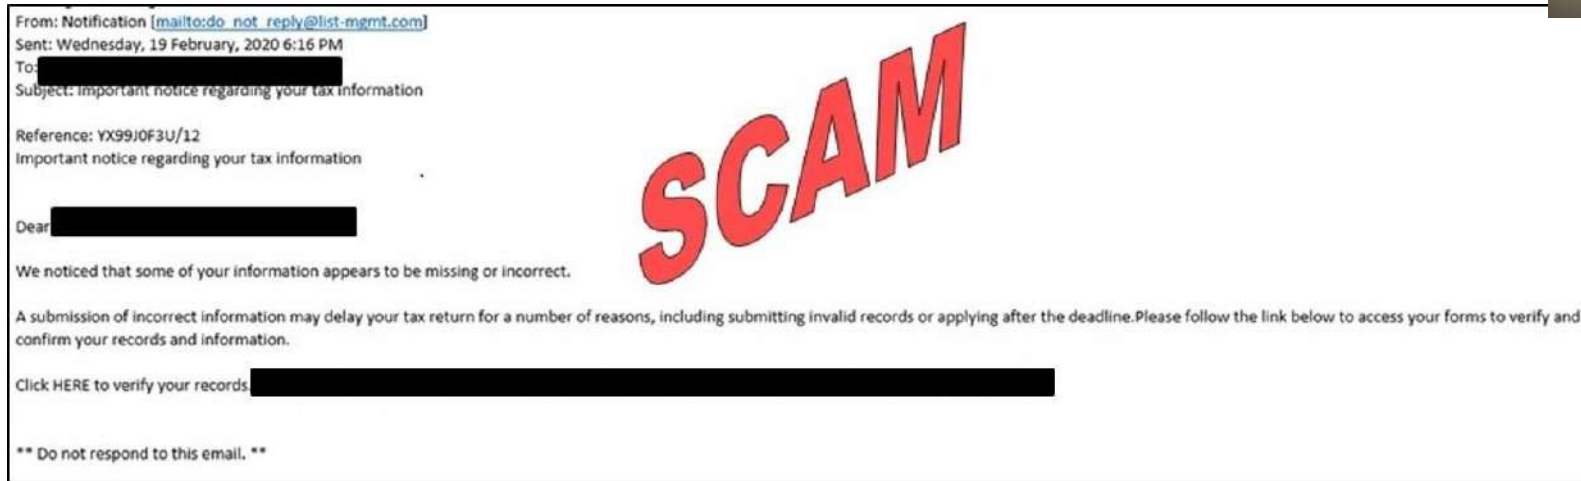 From: Notification [mailto:do_not_reply@list-mgmt.com]
Sent: Wednesday, 19 February, 2020 6:16 PM
To:
Subject: Important notice regarding your tax information
Reference: YX99J0F3U/12
Important notice regarding your tax information
SCAM
Dear
We noticed that some of your information appears to be missing or incorrect.
A submission of incorrect information may delay your tax return for a number of reasons, including submitting invalid records or applying after the deadline.Please follow the link below to access your forms to verify and
confirm your records and information.
Click HERE to verify your records.
** Do not respond to this email. **